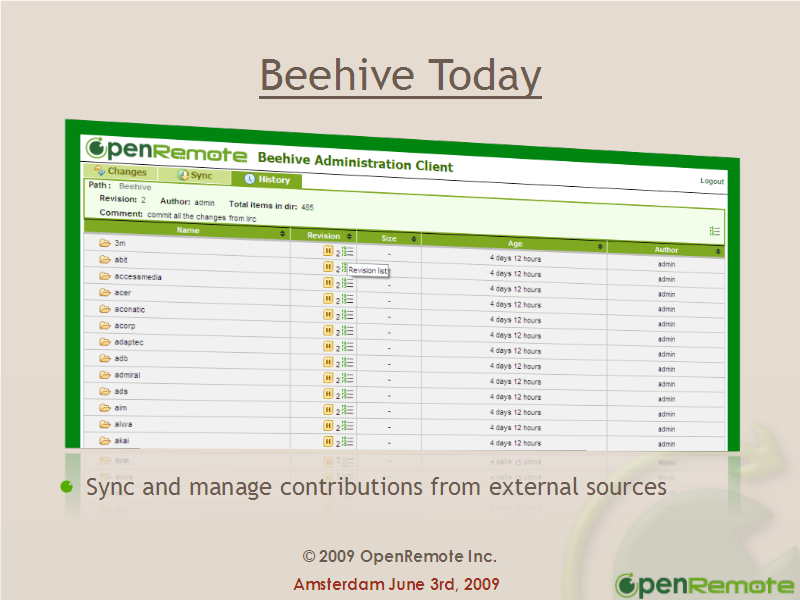 Beehive Today
OpenRemote Beehive Administration Client
Logout
Changes Sync History
Path: Beehive
Revision: 2 Author: admin Total items in dir: 485
Comment: commit all the changes from lirc
Name Revision Size Age Author
3m H 2 - 4 days 12 hours admin
abit H 2 Revision list 4 days 12 hours admin
accessmedia H 2 - 4 days 12 hours admin
acer H 2 - 4 days 12 hours admin
aconatic H 2 - 4 days 12 hours admin
acorp H 2 - 4 days 12 hours admin
adaptec H 2 - 4 days 12 hours admin
adb H 2 - 4 days 12 hours admin
admiral H 2 - 4 days 12 hours admin
ads H 2 - 4 days 12 hours admin
aim H 2 - 4 days 12 hours admin
aiwa H 2 - 4 days 12 hours admin
akai H 2 - 4 days 12 hours admin
Sync and manage contributions from external sources
© 2009 OpenRemote Inc.
Amsterdam June 3rd, 2009
OpenRemote